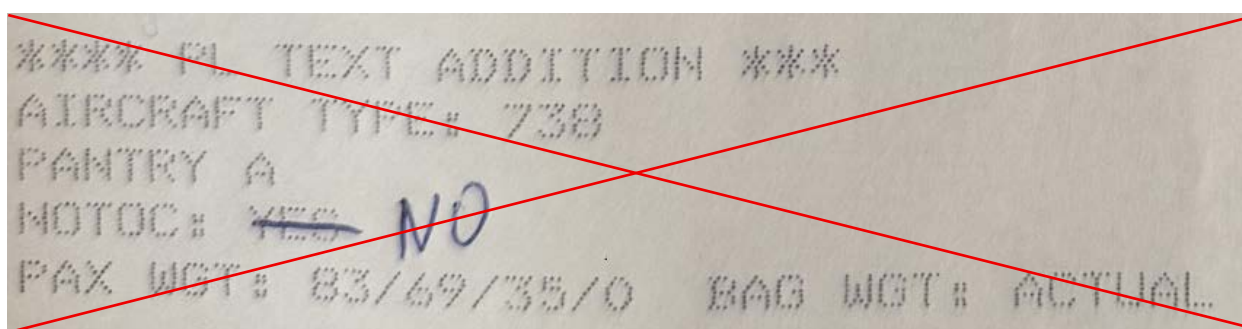 **** PL TEXT ADDITION ***
AIRCRAFT TYPE: 738
PANTRY A
NOTOC: YES NO
PAX WGT: 83/69/35/0 BAG WGT: ACTUAL